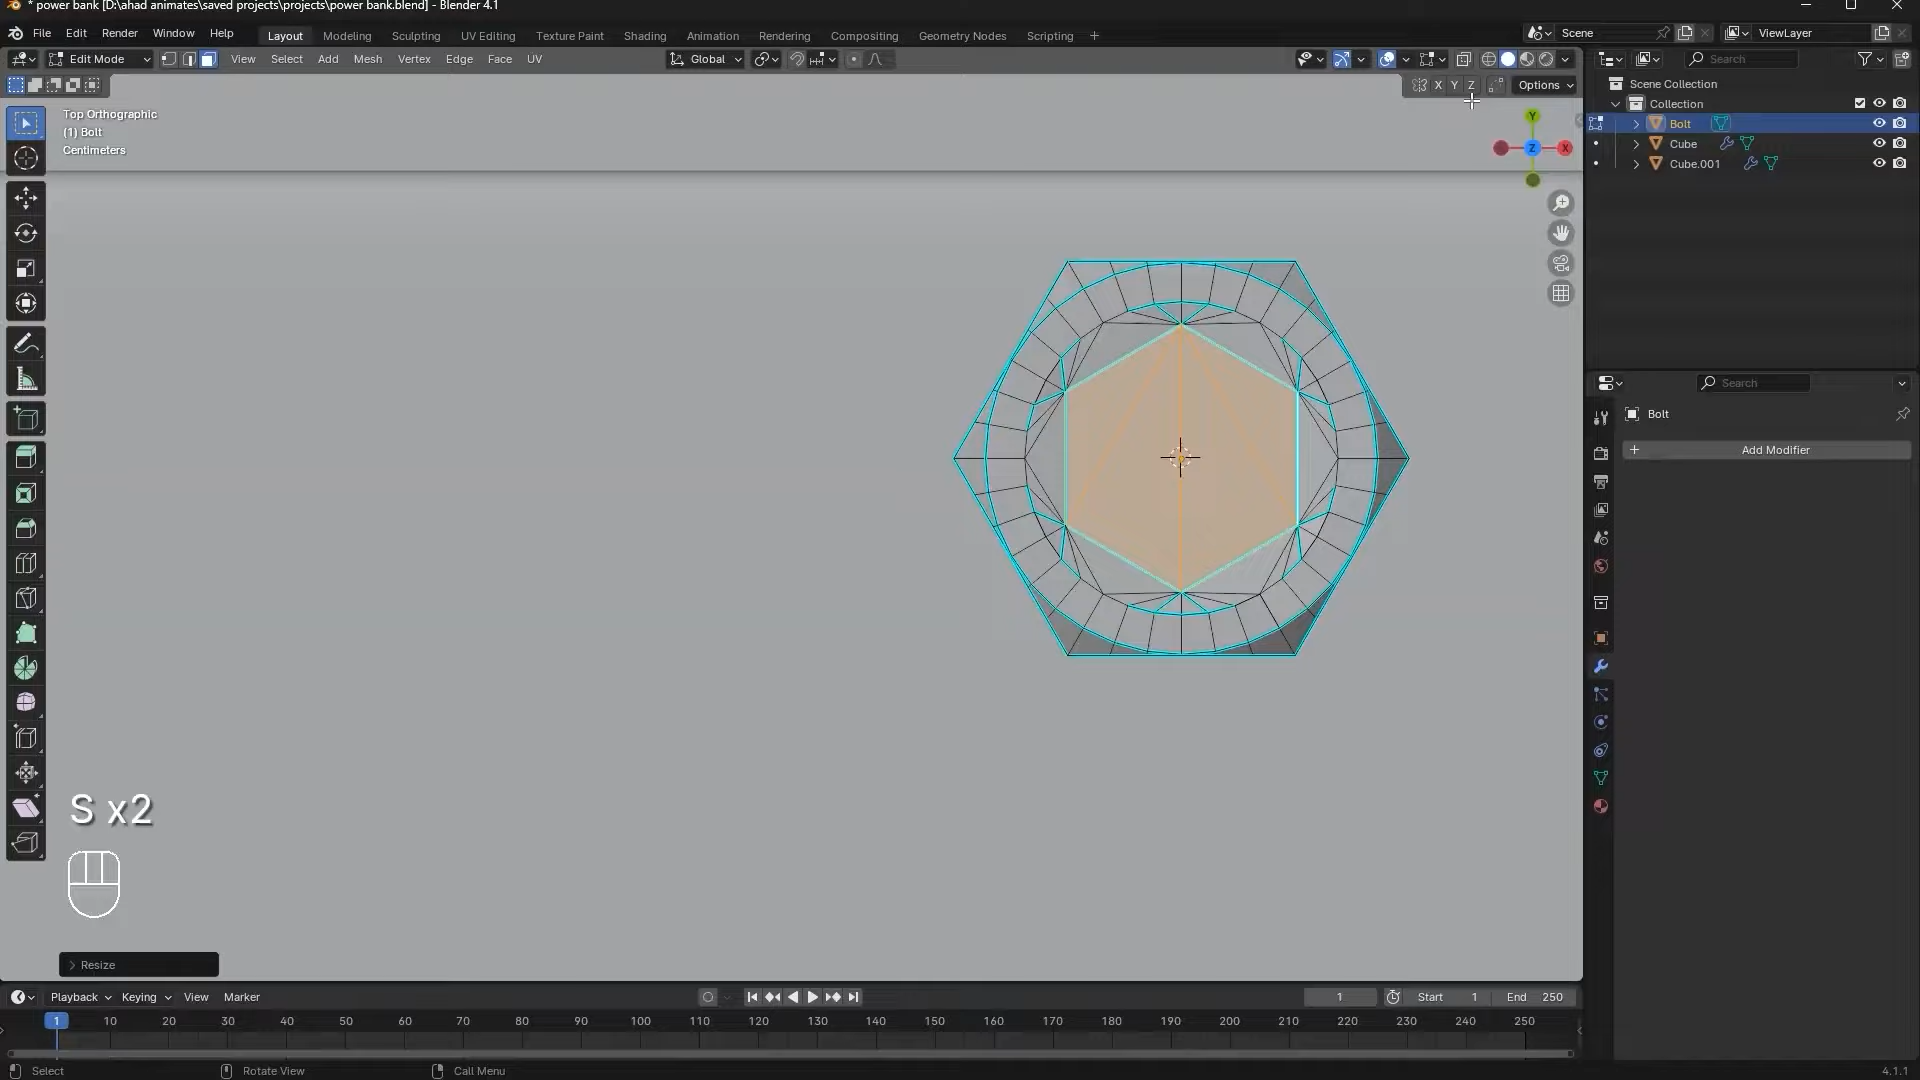 * power bank [D:\ahad animates\saved projects\projects\power bank.blend] - Blender 4.1
File Edit Render Window Help Layout Modeling Sculpting UV Editing Texture Paint Shading Animation Rendering Compositing Geometry Nodes Scripting + Scene ViewLayer
Edit Mode View Select Add Mesh Vertex Edge Face UV Global Search
X Y Z Options
Scene Collection
Collection
Bolt
Cube
Cube.001
Top Orthographic
(1) Bolt
Centimeters
Y
Z X
Search
Bolt
+ Add Modifier
S x2
Resize
Playback Keying View Marker 1 Start 1 End 250
1 10 20 30 40 50 60 70 80 90 100 110 120 130 140 150 160 170 180 190 200 210 220 230 240 250
Select Rotate View Call Menu 4.1.1